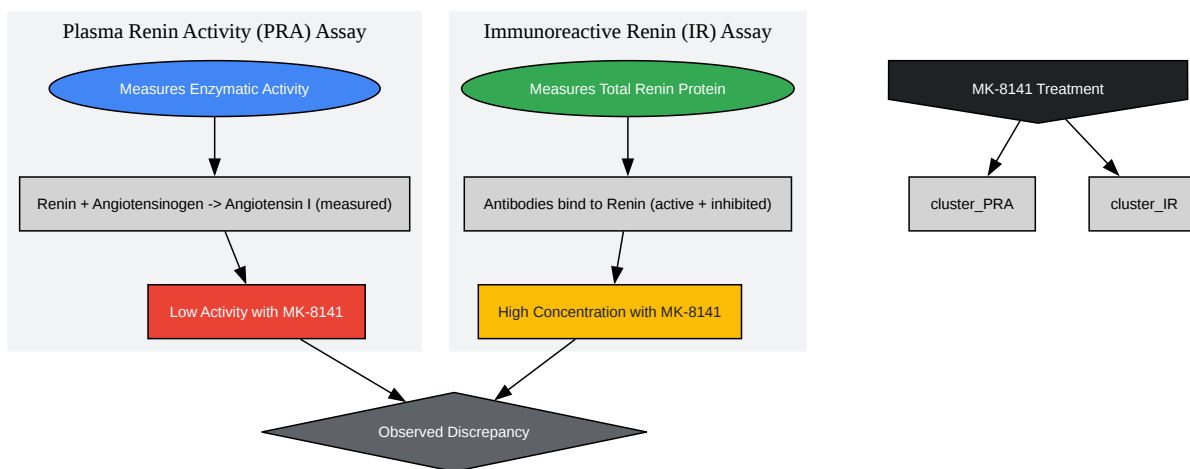 Plasma Renin Activity (PRA) Assay
Measures Enzymatic Activity
Renin + Angiotensinogen -> Angiotensin I (measured)
Low Activity with MK-8141
Immunoreactive Renin (IR) Assay
Measures Total Renin Protein
Antibodies bind to Renin (active + inhibited)
High Concentration with MK-8141
Observed Discrepancy
MK-8141 Treatment
cluster_PRA
cluster_IR